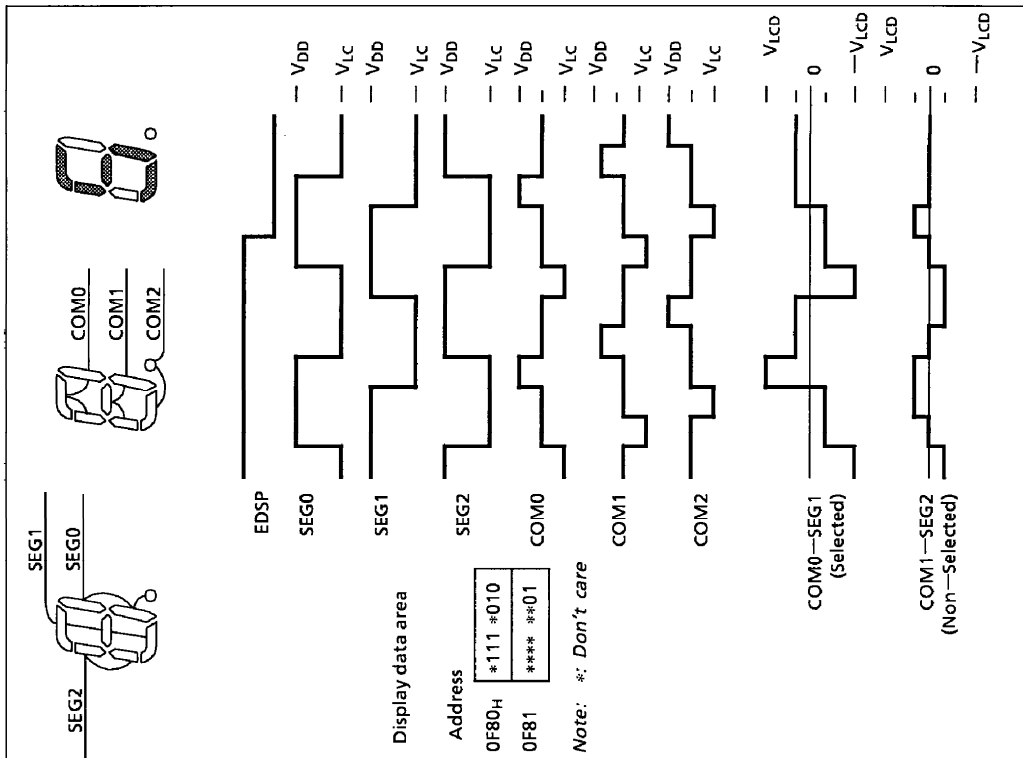 SEG1
SEG0
SEG2
COM0
COM1
COM2
Display data area
Address
0F80H *111 *010
0F81 **** **01
Note: *: Don't care
EDSP
SEG0
VDD
VLC
SEG1
VDD
VLC
SEG2
VDD
VLC
COM0
VDD
VLC
COM1
VDD
VLC
COM2
VDD
VLC
COM0—SEG1
(Selected)
VLCD
0
—VLCD
COM1—SEG2
(Non—Selected)
VLCD
0
—VLCD